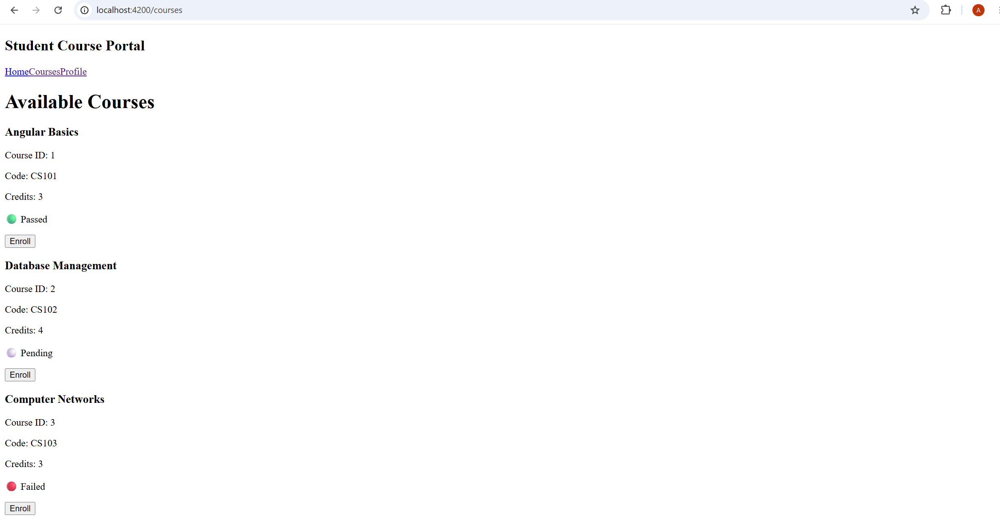 localhost:4200/courses
A
Student Course Portal
HomeCoursesProfile
Available Courses
Angular Basics
Course ID: 1
Code: CS101
Credits: 3
Passed
Enroll
Database Management
Course ID: 2
Code: CS102
Credits: 4
Pending
Enroll
Computer Networks
Course ID: 3
Code: CS103
Credits: 3
Failed
Enroll